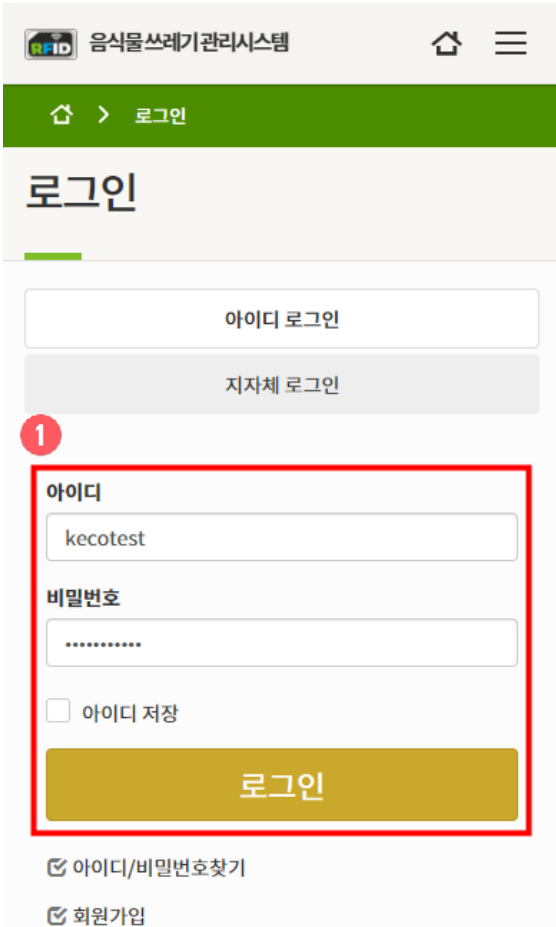 RFID 음식물쓰레기관리시스템
로그인
로그인
아이디 로그인
지자체 로그인
1
아이디
kecotest
비밀번호
•••••••••••
아이디 저장
로그인
아이디/비밀번호찾기
회원가입